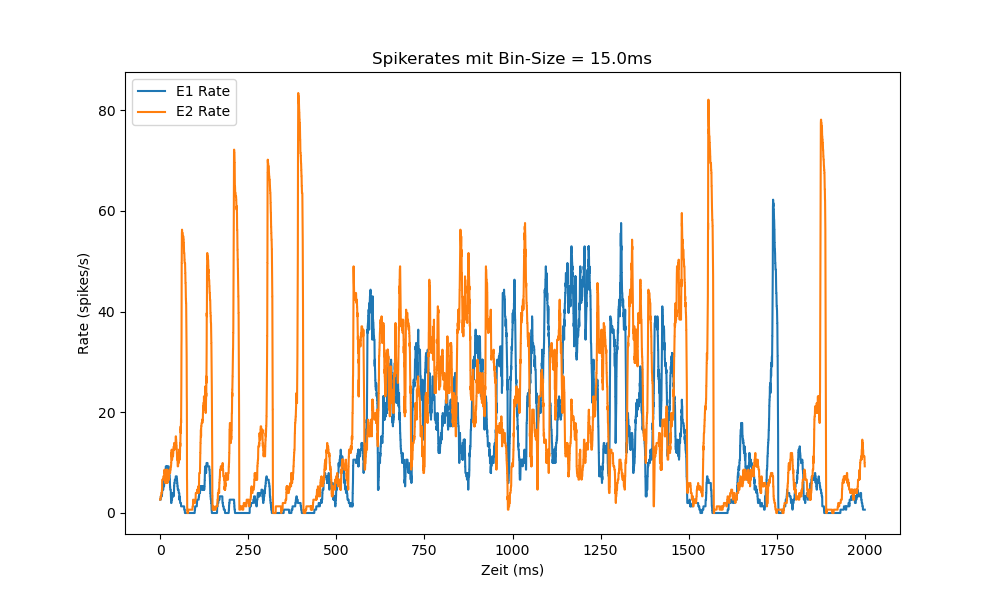 Spikerates mit Bin-Size = 15.0ms
E1 Rate
E2 Rate
80
60
40
20
0
Rate (spikes/s)
0 250 500 750 1000 1250 1500 1750 2000
Zeit (ms)